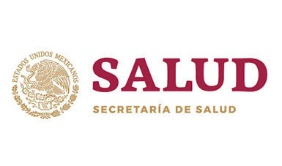 ESTADOS UNIDOS MEXICANOS
SALUD
SECRETARÍA DE SALUD